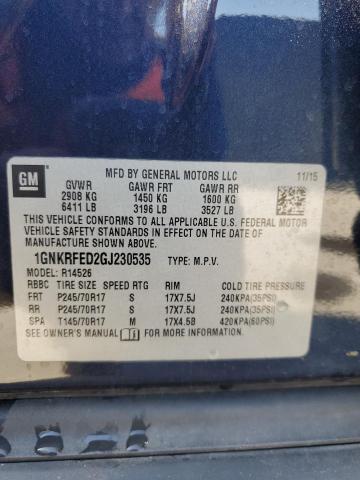 GM
MFD BY GENERAL MOTORS LLC 11/15
GVWR GAWR FRT GAWR RR
2908 KG 1450 KG 1600 KG
6411 LB 3196 LB 3527 LB
THIS VEHICLE CONFORMS TO ALL APPLICABLE U.S. FEDERAL MOTOR
VEHICLE SAFETY AND THEFT PREVENTION STANDARDS IN EFFECT ON
THE DATE OF MANUFACTURE SHOWN ABOVE.
1GNKRFED2GJ230535 TYPE: M.P.V.
MODEL: R14526
RBBC TIRE SIZE SPEED RTG RIM COLD TIRE PRESSURE
FRT P245/70R17 S 17X7.5J 240KPA(35PSI)
RR P245/70R17 S 17X7.5J 240KPA(35PSI)
SPA T145/70R17 M 17X4.5B 420KPA(60PSI)
SEE OWNER'S MANUAL FOR MORE INFORMATION.